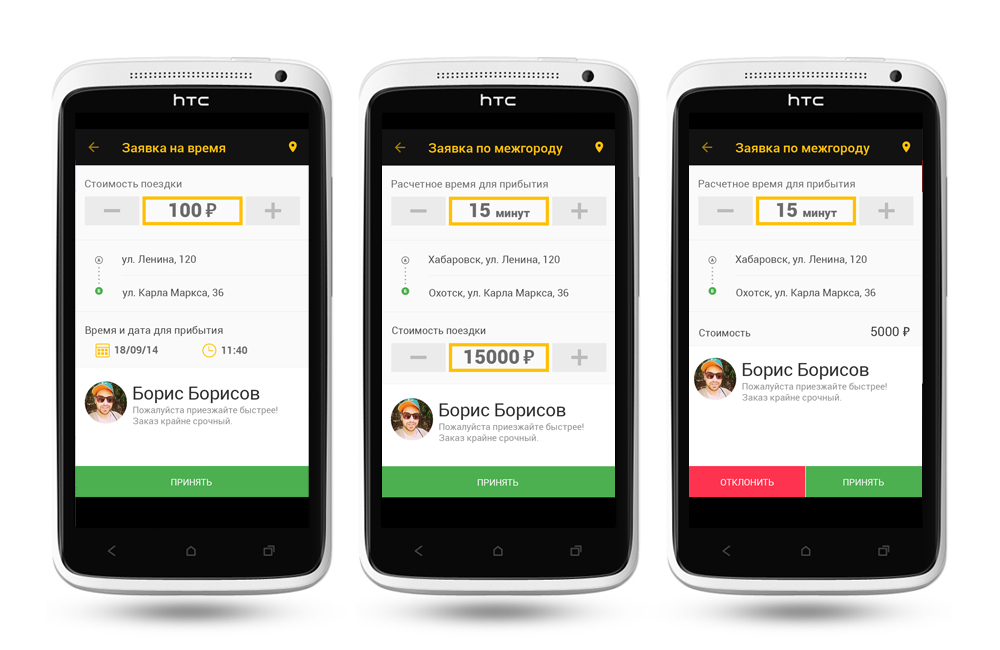 hTC
Заявка на время
Стоимость поездки
100 ₽
ул. Ленина, 120
ул. Карла Маркса, 36
Время и дата для прибытия
18/09/14 11:40
Борис Борисов
Пожалуйста приезжайте быстрее!
Заказ крайне срочный.
ПРИНЯТЬ
hTC
Заявка по межгороду
Расчетное время для прибытия
15 минут
Хабаровск, ул. Ленина, 120
Охотск, ул. Карла Маркса, 36
Стоимость поездки
15000 ₽
Борис Борисов
Пожалуйста приезжайте быстрее!
Заказ крайне срочный.
ПРИНЯТЬ
hTC
Заявка по межгороду
Расчетное время для прибытия
15 минут
Хабаровск, ул. Ленина, 120
Охотск, ул. Карла Маркса, 36
Стоимость 5000 ₽
Борис Борисов
Пожалуйста приезжайте быстрее!
Заказ крайне срочный.
ОТКЛОНИТЬ ПРИНЯТЬ